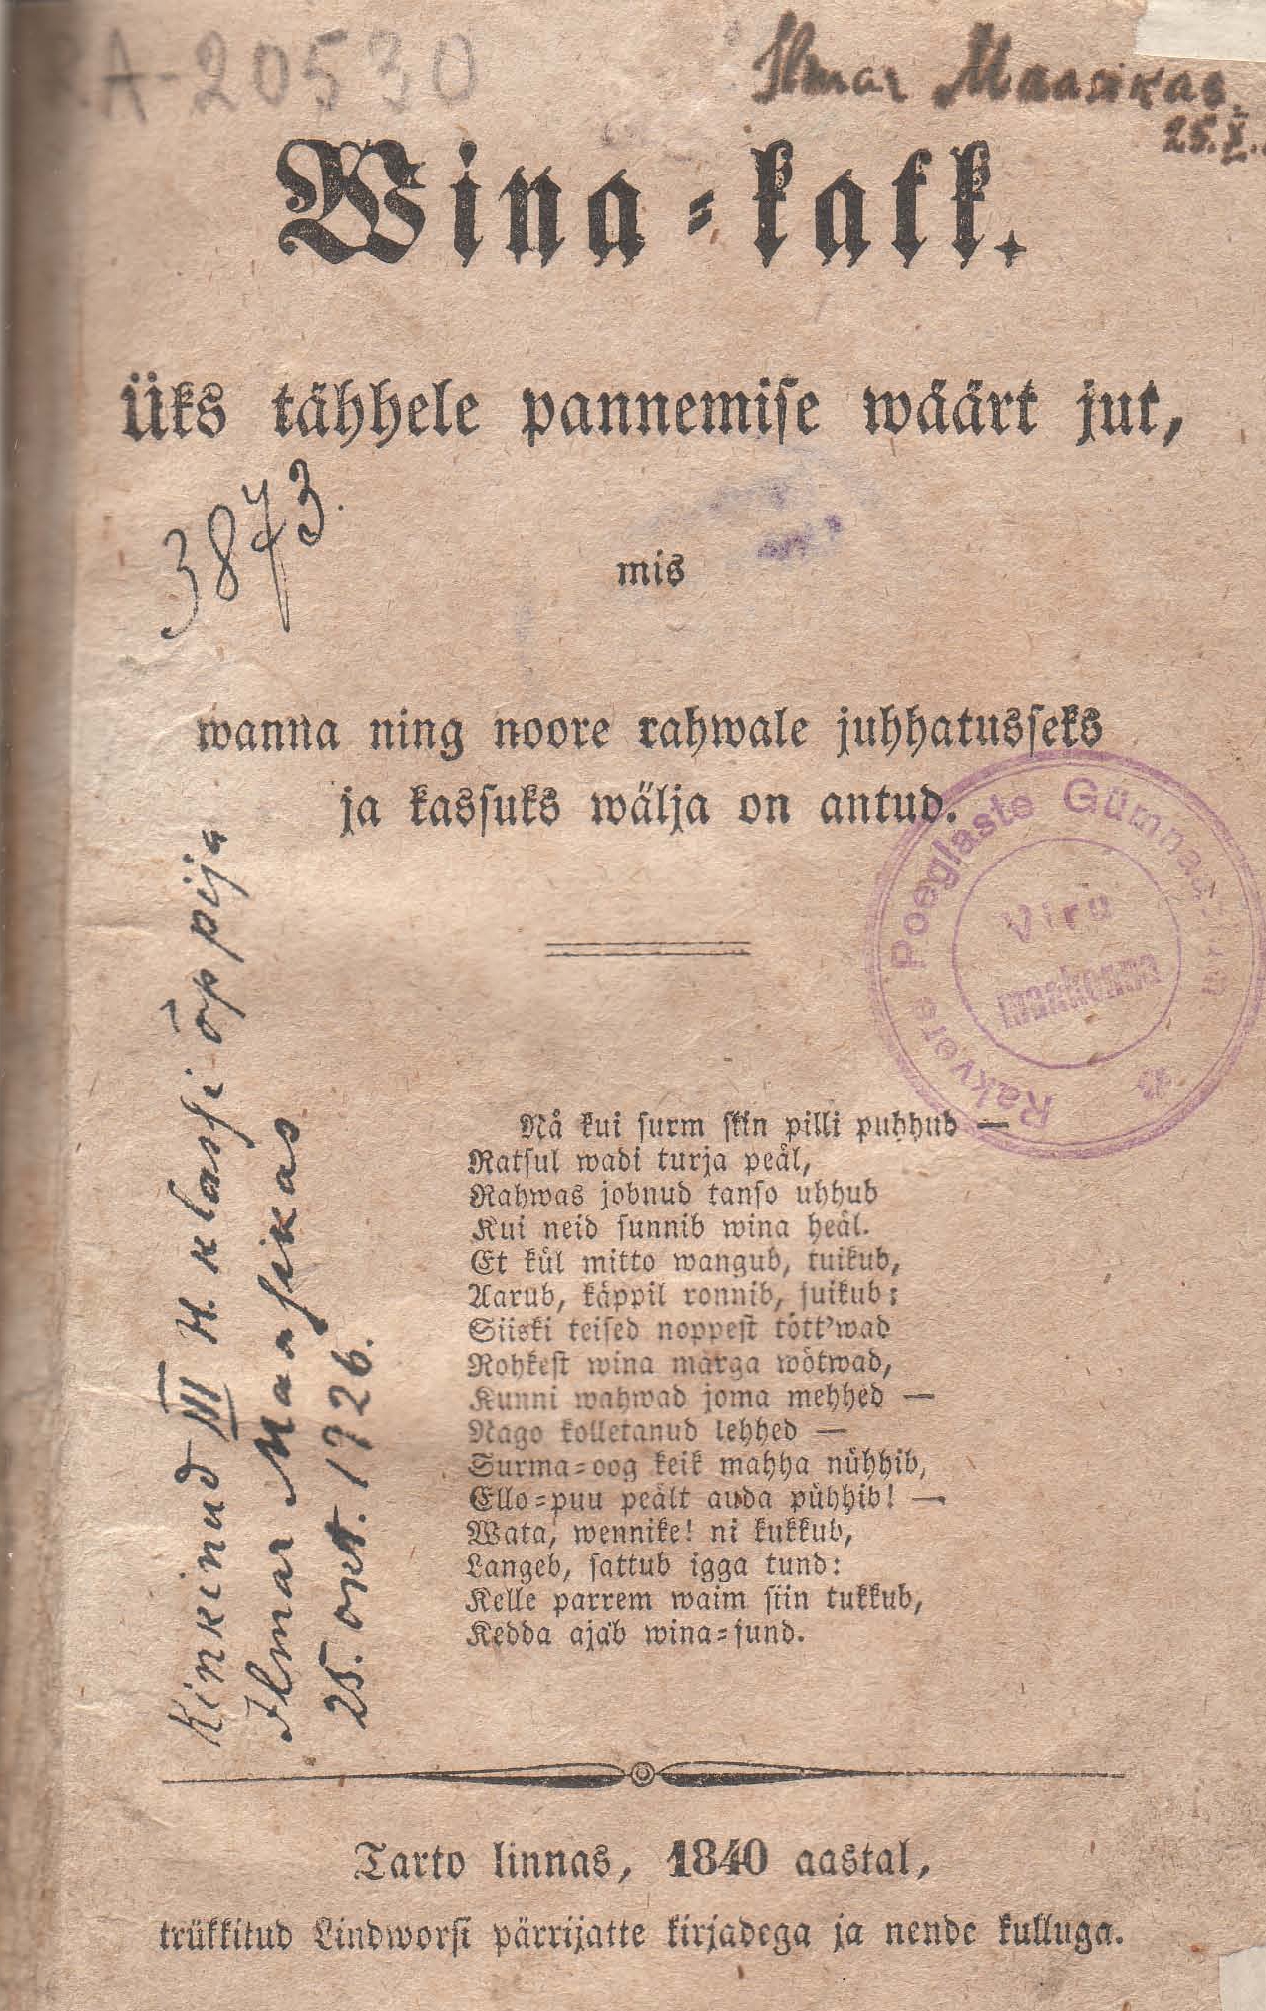 A-20530
Ilmar Maasikas.
25.X.
Wina-katk.
üks tähhele pannemise wäärt jut,
3873.
mis
wanna ning noore rahwale juhhatusseks
ja kassuks wälja on antud.
Rakvere Poeglaste Gümnaasium
Viru
maakonna
Nå kui surm siin pilli puhhub —
Ratsul wadi turja peäl,
Rahwas jobnud tanso uhhub
Kui neid sunnib wina heäl.
Et kül mitto wangub, tuikub,
Aarub, käppil ronnib, juikub:
Siiski teised noppest tött'wad
Rohkest wina märga wötwad,
Kunni wahwad joma mehhed —
Nago kolletanud lehhed —
Surma-oog keik mahha nühhib,
Ello-puu peält auda pühhib! —
Wata, wennike! ni kukkub,
Langeb, sattub igga tund:
Kelle parrem waim siin tukkub,
Kedda ajab wina-sund.
Kinkinud III H. klassi õppija
Ilmar Maasikas
25. okt. 1926.
Tarto linnas, 1840 aastal,
trükkitud Lindworsi pärrijatte kirjadega ja nende kulluga.